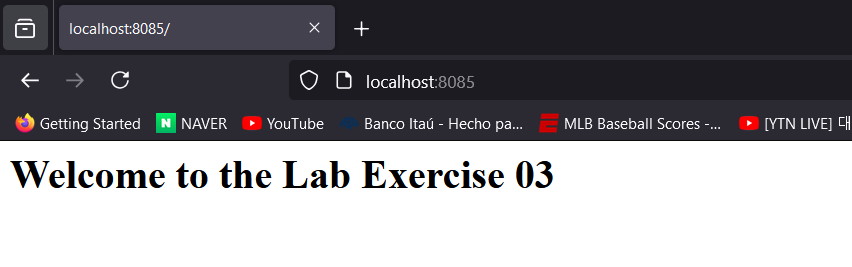 localhost:8085/
localhost:8085
Getting Started NAVER YouTube Banco Itaú - Hecho pa... MLB Baseball Scores -... [YTN LIVE] 대
Welcome to the Lab Exercise 03